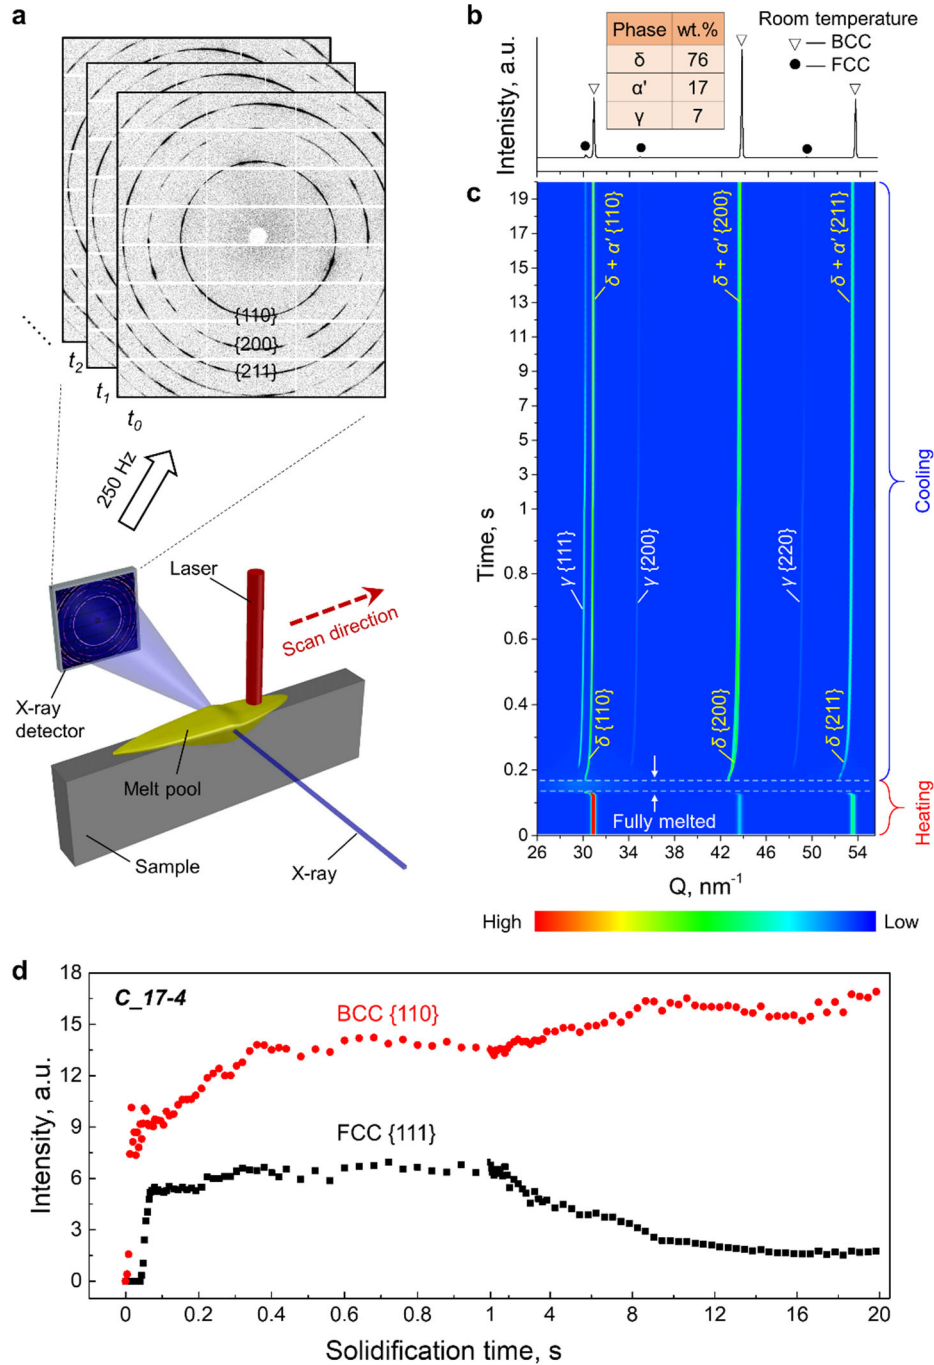 a
{110}
{200}
{211}
t2
t1
t0
250 Hz
Laser
Scan direction
X-ray
detector
Melt pool
Sample
X-ray
b
Room temperature
▽ — BCC
● — FCC
Phase wt.%
δ 76
α' 17
γ 7
Intenisty, a.u.
c
19
17
15
13
11
9
7
5
3
1
0.8
0.6
0.4
0.2
0
Time, s
δ + α' {110}
δ + α' {200}
δ + α' {211}
γ {111}
γ {200}
γ {220}
δ {110}
δ {200}
δ {211}
Fully melted
Cooling
Heating
26 30 34 38 42 46 50 54
Q, nm-1
High Low
d
C_17-4
BCC {110}
FCC {111}
18
15
12
9
6
3
0
Intensity, a.u.
0 0.2 0.4 0.6 0.8 1 4 8 12 16 20
Solidification time, s